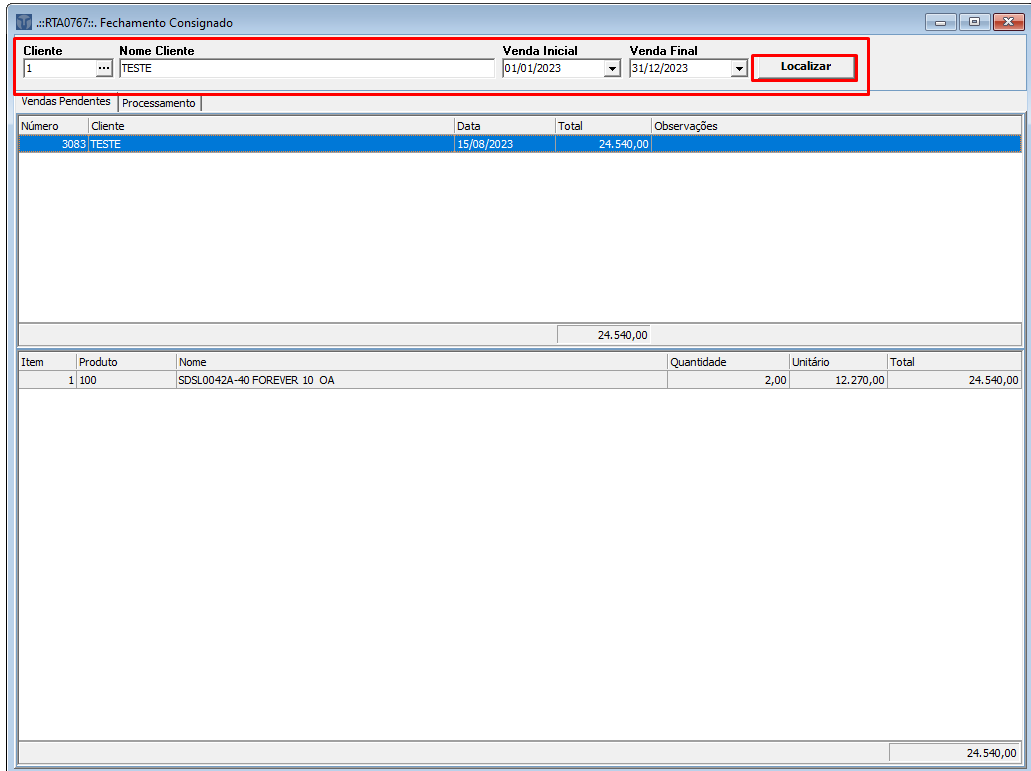 .::RTA0767::. Fechamento Consignado
Cliente Nome Cliente Venda Inicial Venda Final
1 ... TESTE 01/01/2023 31/12/2023 Localizar
Vendas Pendentes Processamento
Número Cliente Data Total Observações
3083 TESTE 15/08/2023 24.540,00
24.540,00
Item Produto Nome Quantidade Unitário Total
1 100 SDSL0042A-40 FOREVER 10 OA 2,00 12.270,00 24.540,00
24.540,00